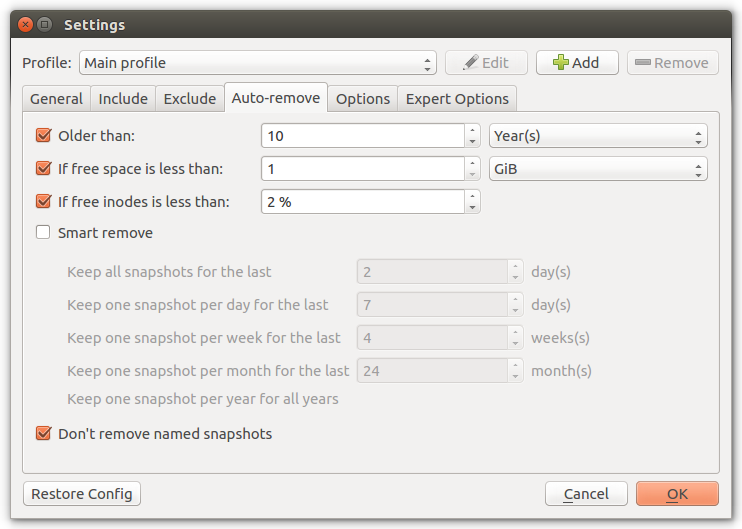 Settings
Profile: Main profile Edit Add Remove
General Include Exclude Auto-remove Options Expert Options
Older than: 10 Year(s)
If free space is less than: 1 GiB
If free inodes is less than: 2 %
Smart remove
Keep all snapshots for the last 2 day(s)
Keep one snapshot per day for the last 7 day(s)
Keep one snapshot per week for the last 4 weeks(s)
Keep one snapshot per month for the last 24 month(s)
Keep one snapshot per year for all years
Don't remove named snapshots
Restore Config Cancel OK